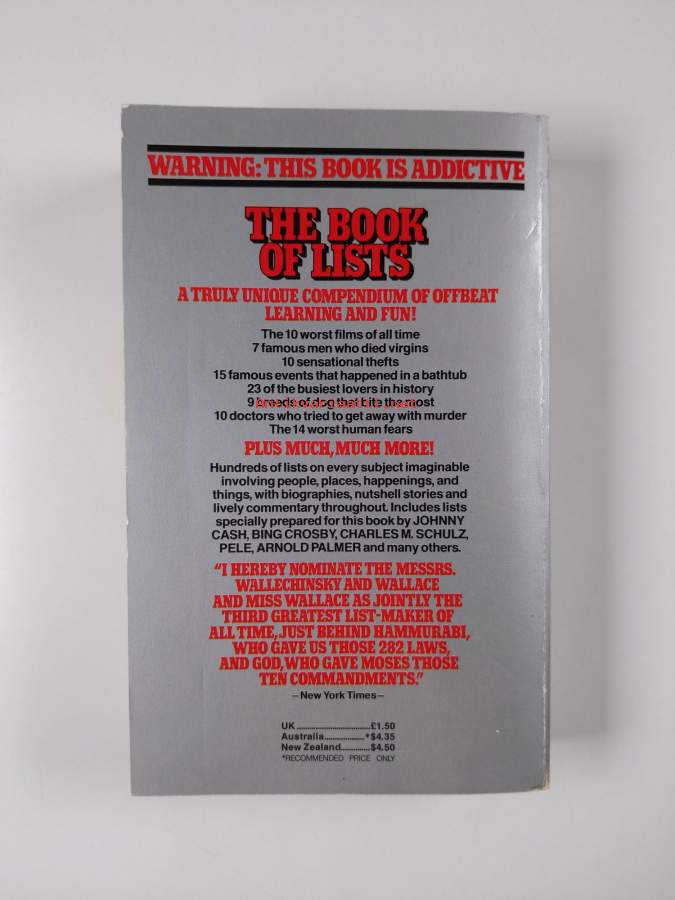 WARNING: THIS BOOK IS ADDICTIVE
THE BOOK
OF LISTS
A TRULY UNIQUE COMPENDIUM OF OFFBEAT
LEARNING AND FUN!
The 10 worst films of all time
7 famous men who died virgins
10 sensational thefts
15 famous events that happened in a bathtub
23 of the busiest lovers in history
9 breeds of dog that bite the most
10 doctors who tried to get away with murder
The 14 worst human fears
PLUS MUCH, MUCH MORE!
Hundreds of lists on every subject imaginable
involving people, places, happenings, and
things, with biographies, nutshell stories and
lively commentary throughout. Includes lists
specially prepared for this book by JOHNNY
CASH, BING CROSBY, CHARLES M. SCHULZ,
PELE, ARNOLD PALMER and many others.
“I HEREBY NOMINATE THE MESSRS.
WALLECHINSKY AND WALLACE
AND MISS WALLACE AS JOINTLY THE
THIRD GREATEST LIST-MAKER OF
ALL TIME, JUST BEHIND HAMMURABI,
WHO GAVE US THOSE 282 LAWS,
AND GOD, WHO GAVE MOSES THOSE
TEN COMMANDMENTS.”
– New York Times –
UK ........................ £1.50
Australia .............. *$4.35
New Zealand .......... $4.50
*RECOMMENDED PRICE ONLY